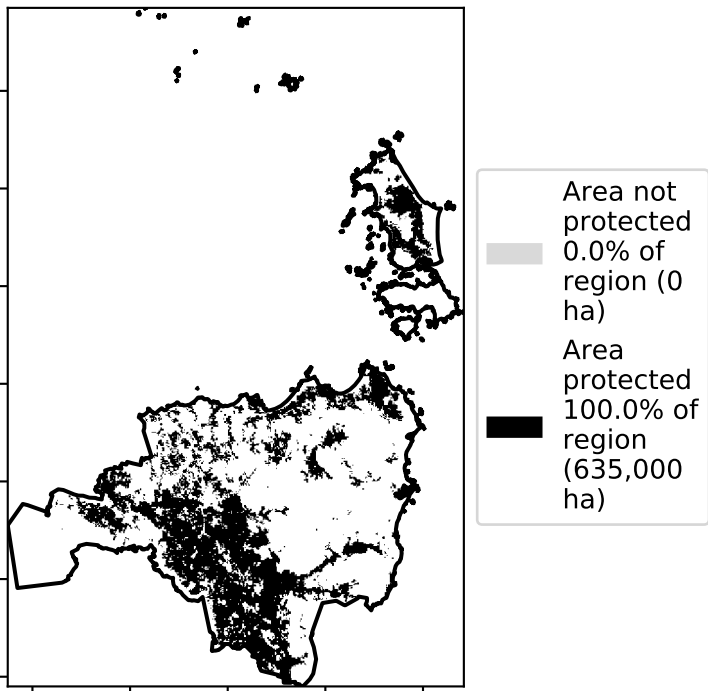 Area not
protected
0.0% of
region (0
ha)
Area
protected
100.0% of
region
(635,000
ha)